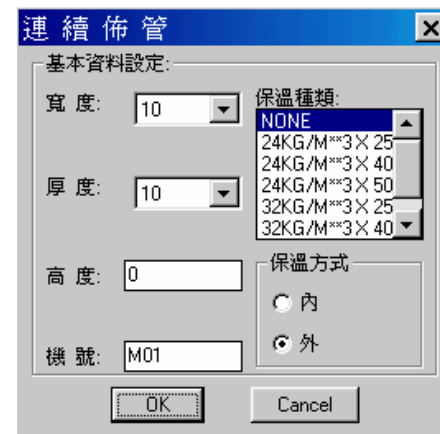 連續佈管
基本資料設定:
寬度: 10
厚度: 10
高度: 0
機號: M01
保溫種類:
NONE
24KG/M**3×25
24KG/M**3×40
24KG/M**3×50
32KG/M**3×25
32KG/M**3×40
保溫方式
內
外
OK
Cancel